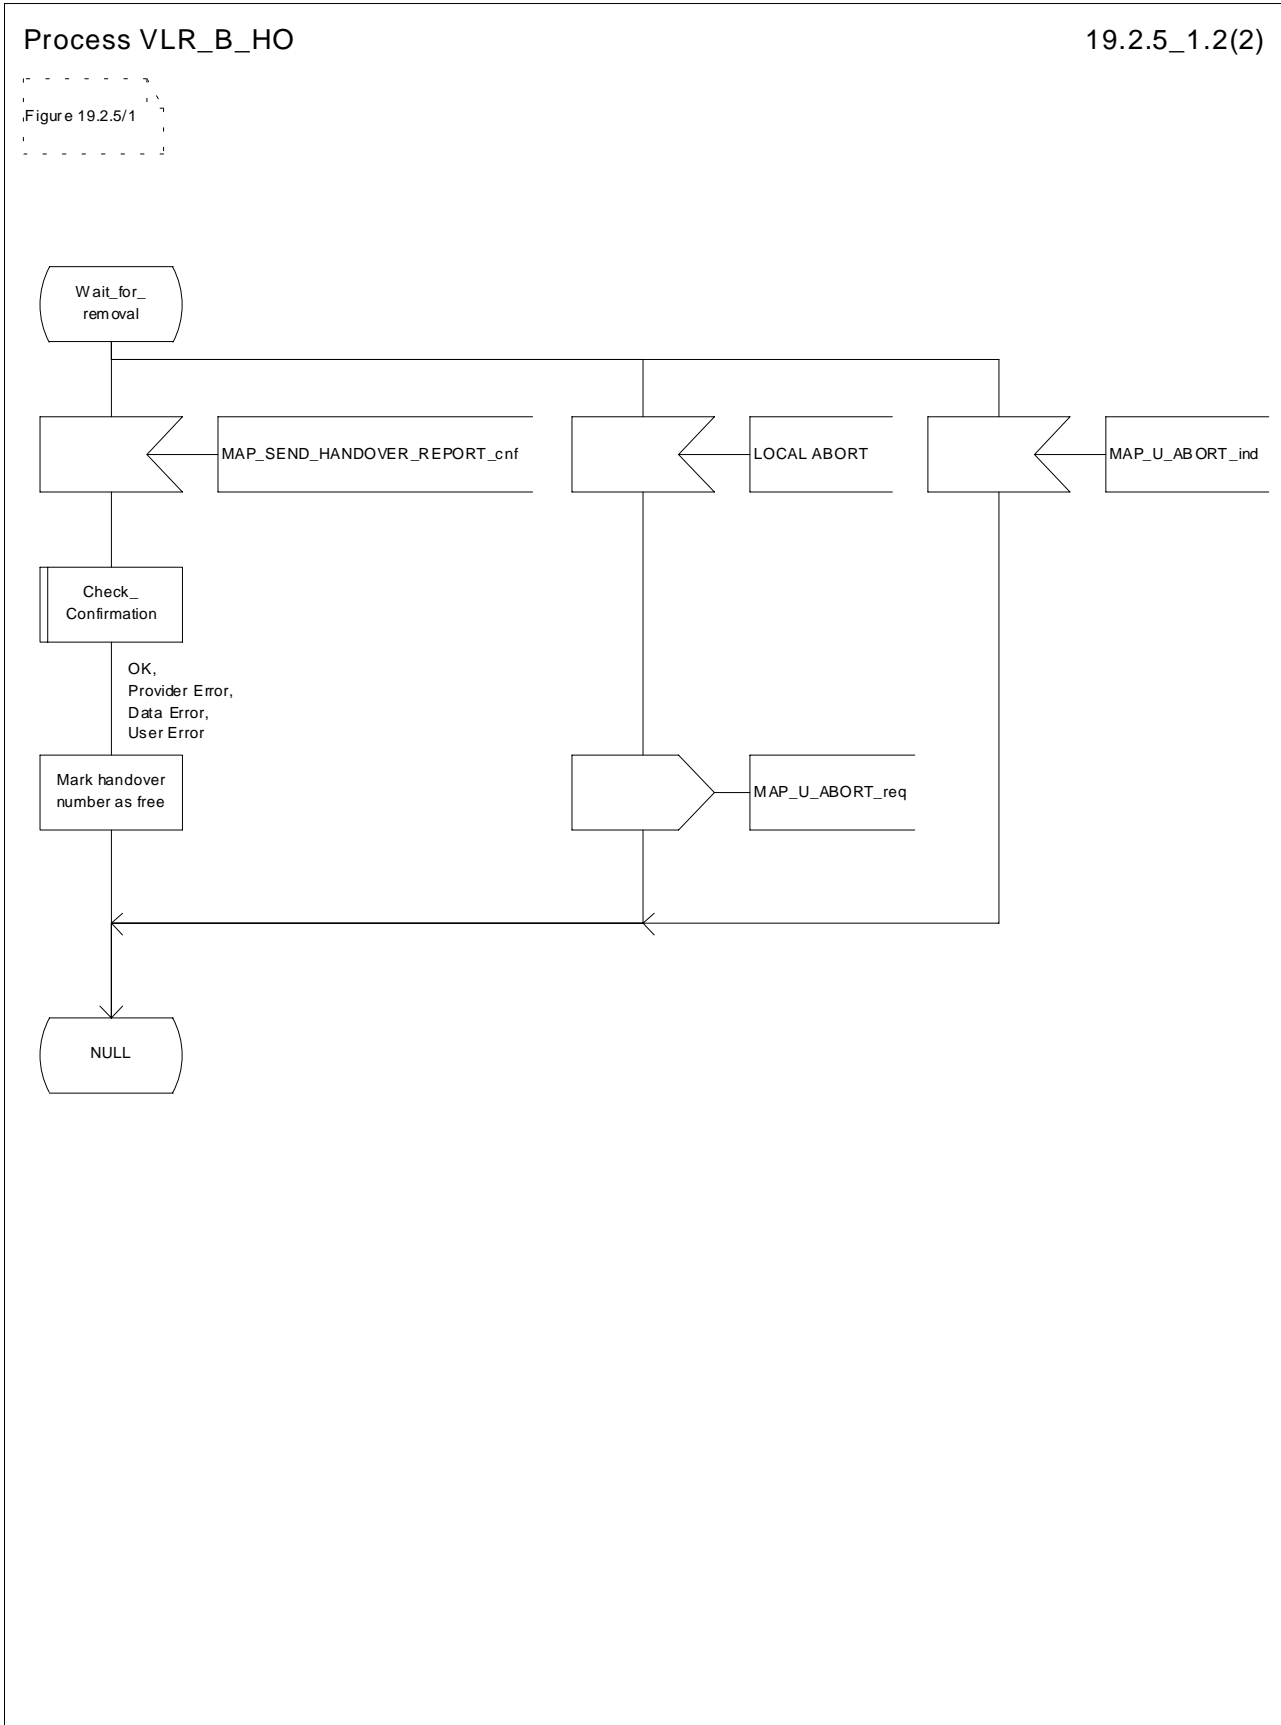 Process VLR_B_HO
19.2.5_1.2(2)
Figure 19.2.5/1
Wait_for_
removal
MAP_SEND_HANDOVER_REPORT_cnf
LOCAL ABORT
MAP_U_ABORT_ind
Check_
Confirmation
OK,
Provider Error,
Data Error,
User Error
Mark handover
number as free
MAP_U_ABORT_req
NULL